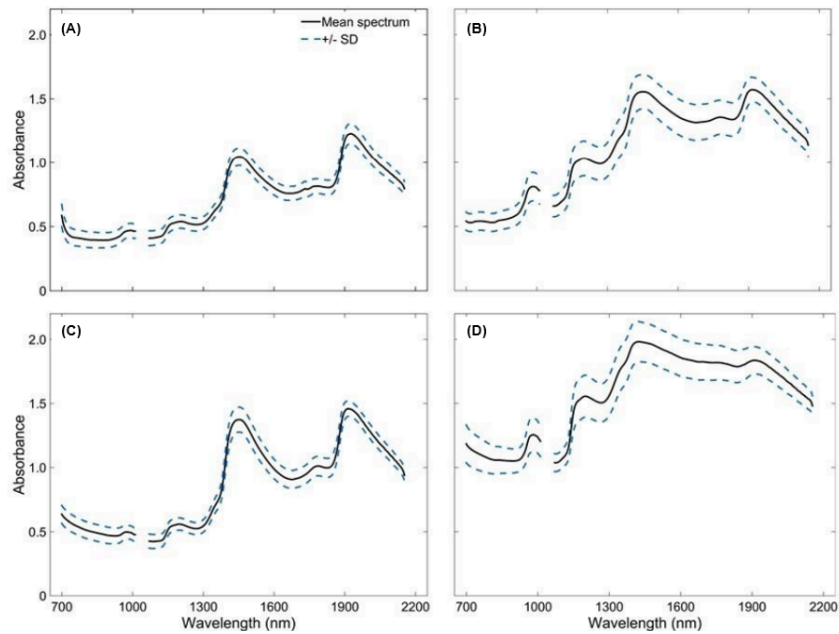 (A)
Mean spectrum
+/- SD
(B)
2.0
1.5
1.0
0.5
0
Absorbance
(C)
(D)
2.0
1.5
1.0
0.5
0
Absorbance
700 1000 1300 1600 1900 2200
700 1000 1300 1600 1900 2200
Wavelength (nm)
Wavelength (nm)